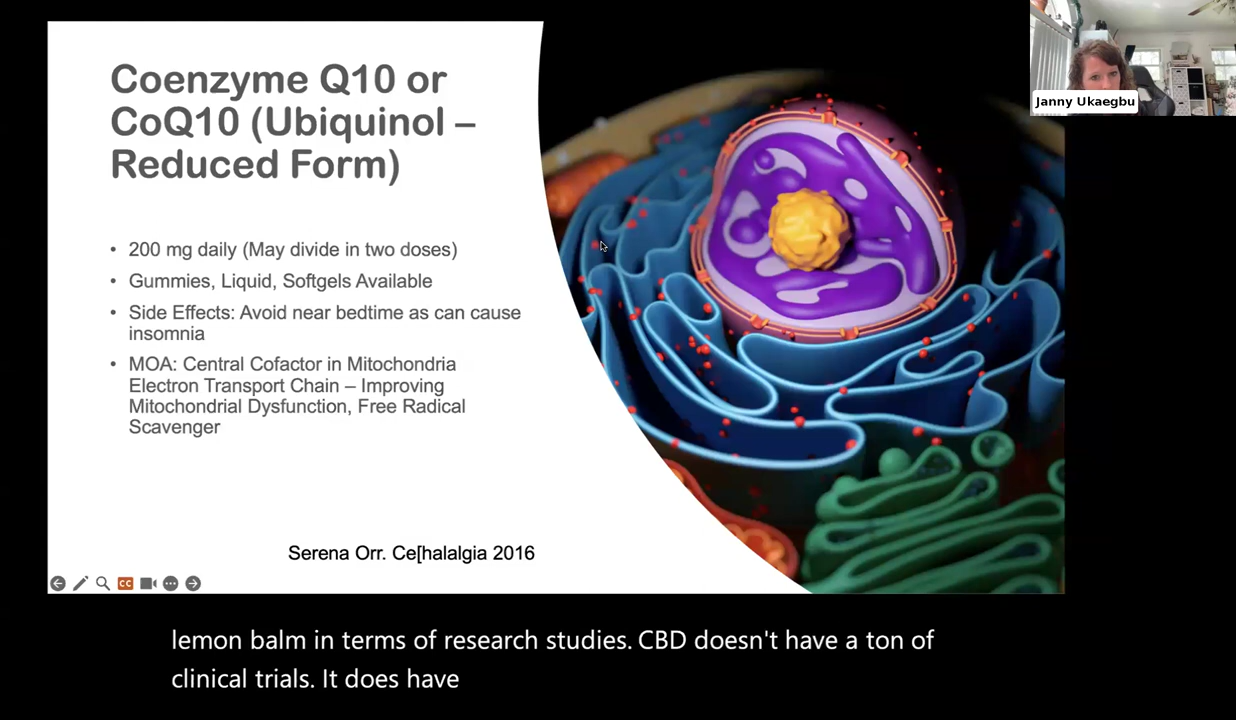 Coenzyme Q10 or
CoQ10 (Ubiquinol –
Reduced Form)
• 200 mg daily (May divide in two doses)
• Gummies, Liquid, Softgels Available
• Side Effects: Avoid near bedtime as can cause
insomnia
• MOA: Central Cofactor in Mitochondria
Electron Transport Chain – Improving
Mitochondrial Dysfunction, Free Radical
Scavenger
Serena Orr. Ce[halalgia 2016
CC
Janny Ukaegbu
lemon balm in terms of research studies. CBD doesn't have a ton of
clinical trials. It does have